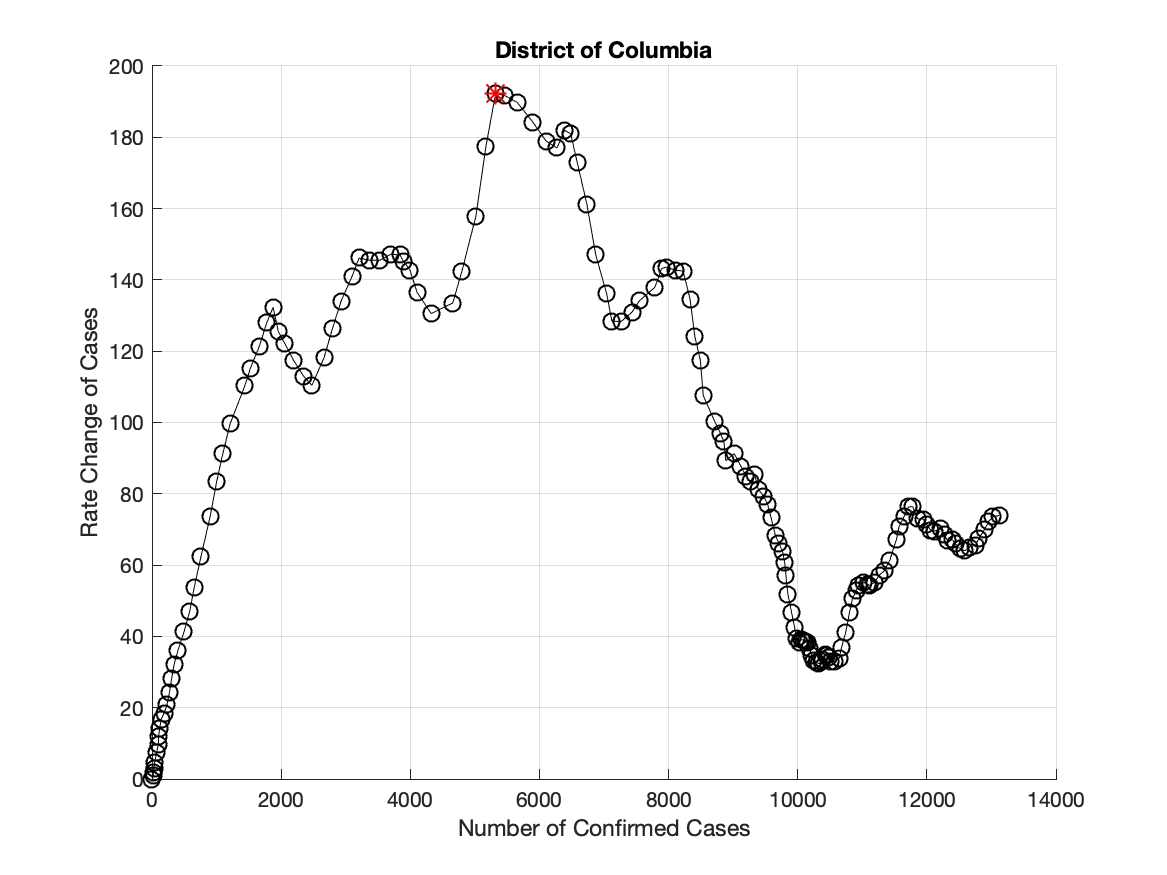 District of Columbia
200
180
160
140
120
100
80
60
40
20
0
Rate Change of Cases
0 2000 4000 6000 8000 10000 12000 14000
Number of Confirmed Cases